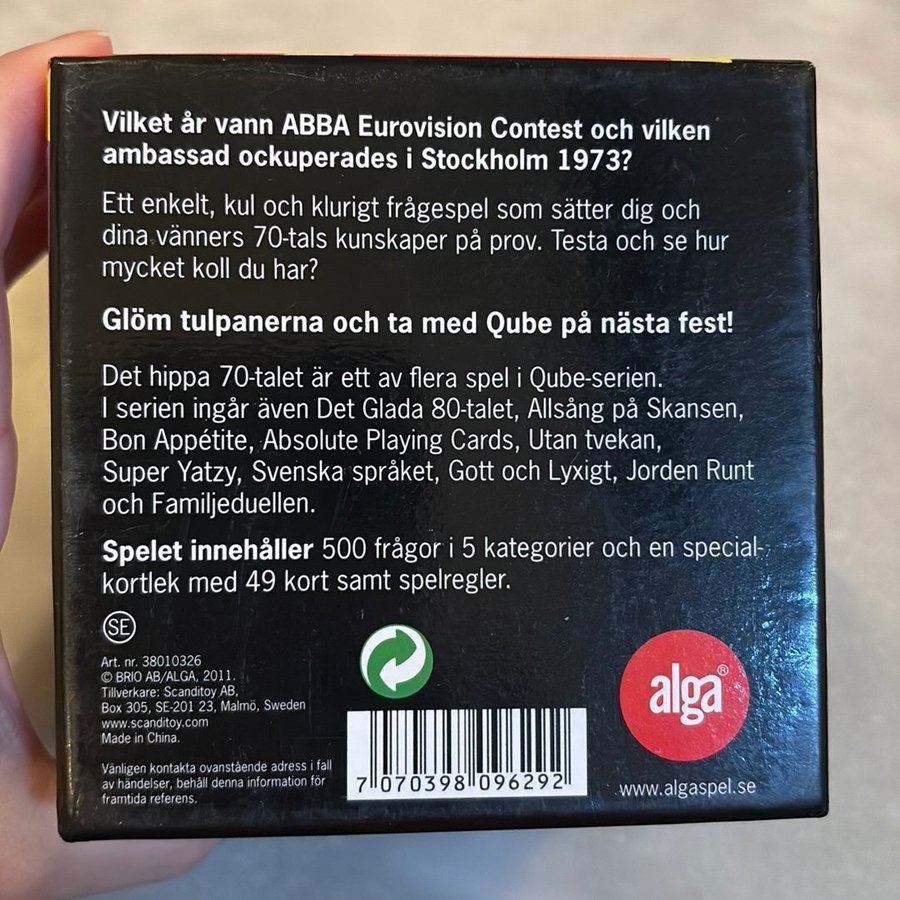 Vilket år vann ABBA Eurovision Contest och vilken
ambassad ockuperades i Stockholm 1973?
Ett enkelt, kul och klurigt frågespel som sätter dig och
dina vänners 70-tals kunskaper på prov. Testa och se hur
mycket koll du har?
Glöm tulpanerna och ta med Qube på nästa fest!
Det hippa 70-talet är ett av flera spel i Qube-serien.
I serien ingår även Det Glada 80-talet, Allsång på Skansen,
Bon Appétite, Absolute Playing Cards, Utan tvekan,
Super Yatzy, Svenska språket, Gott och Lyxigt, Jorden Runt
och Familjeduellen.
Spelet innehåller 500 frågor i 5 kategorier och en special-
kortlek med 49 kort samt spelregler.
SE
Art. nr. 38010326
© BRIO AB/ALGA, 2011.
Tillverkare: Scanditoy AB,
Box 305, SE-201 23, Malmö, Sweden
www.scanditoy.com
Made in China.
Vänligen kontakta ovanstående adress i fall
av händelser, behåll denna information för
framtida referens.
7 070398 096292
alga®
www.algaspel.se